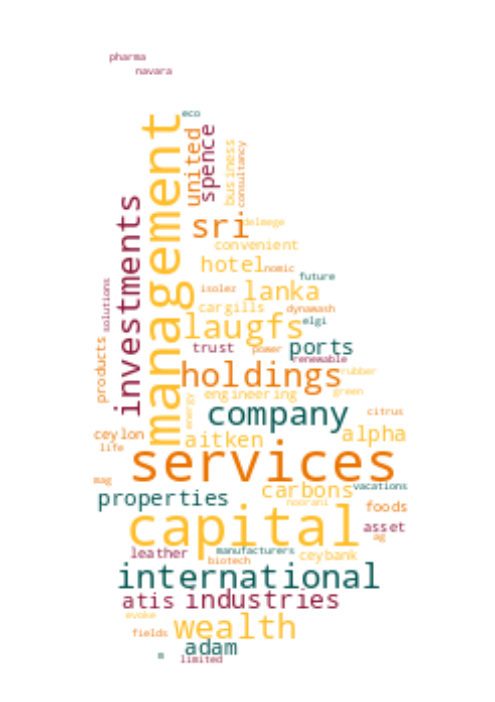 pharma
navara
eco
management
united
spence
business
consultancy
investments
sri
delmege
convenient
hotel
nomic
future
solutions
isolez
lanka
cargills
dynawash
laugfs
elgi
trust
power
ports
renewable
products
holdings
rubber
energy
engineering
green
company
citrus
ceylon
aitken
alpha
life
services
mag
carbons
vacations
properties
noorani
foods
capital
asset
ag
leather
manufacturers
ceybank
biotech
international
atis
industries
evoke
fields
wealth
adam
m
limited